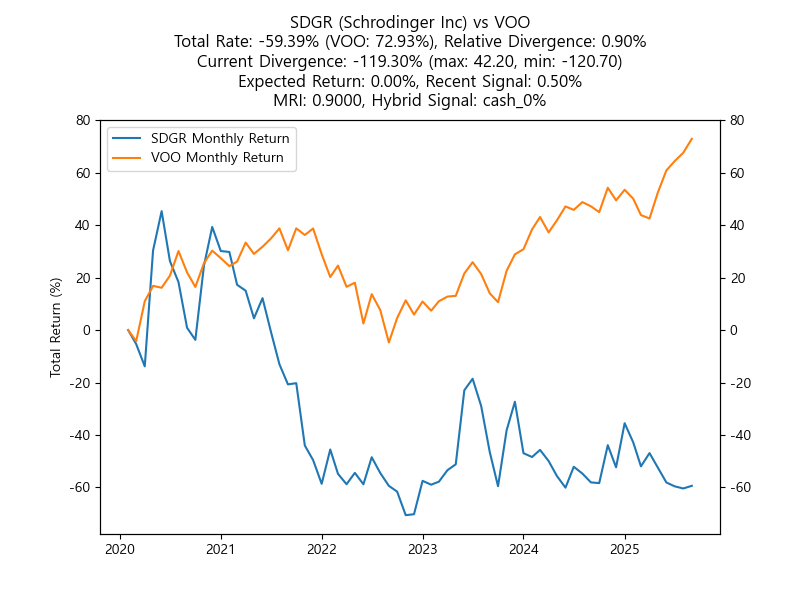 SDGR (Schrodinger Inc) vs VOO
Total Rate: -59.39% (VOO: 72.93%), Relative Divergence: 0.90%
Current Divergence: -119.30% (max: 42.20, min: -120.70)
Expected Return: 0.00%, Recent Signal: 0.50%
MRI: 0.9000, Hybrid Signal: cash_0%
SDGR Monthly Return
VOO Monthly Return
Total Return (%)
80
60
40
20
0
-20
-40
-60
80
60
40
20
0
-20
-40
-60
2020 2021 2022 2023 2024 2025